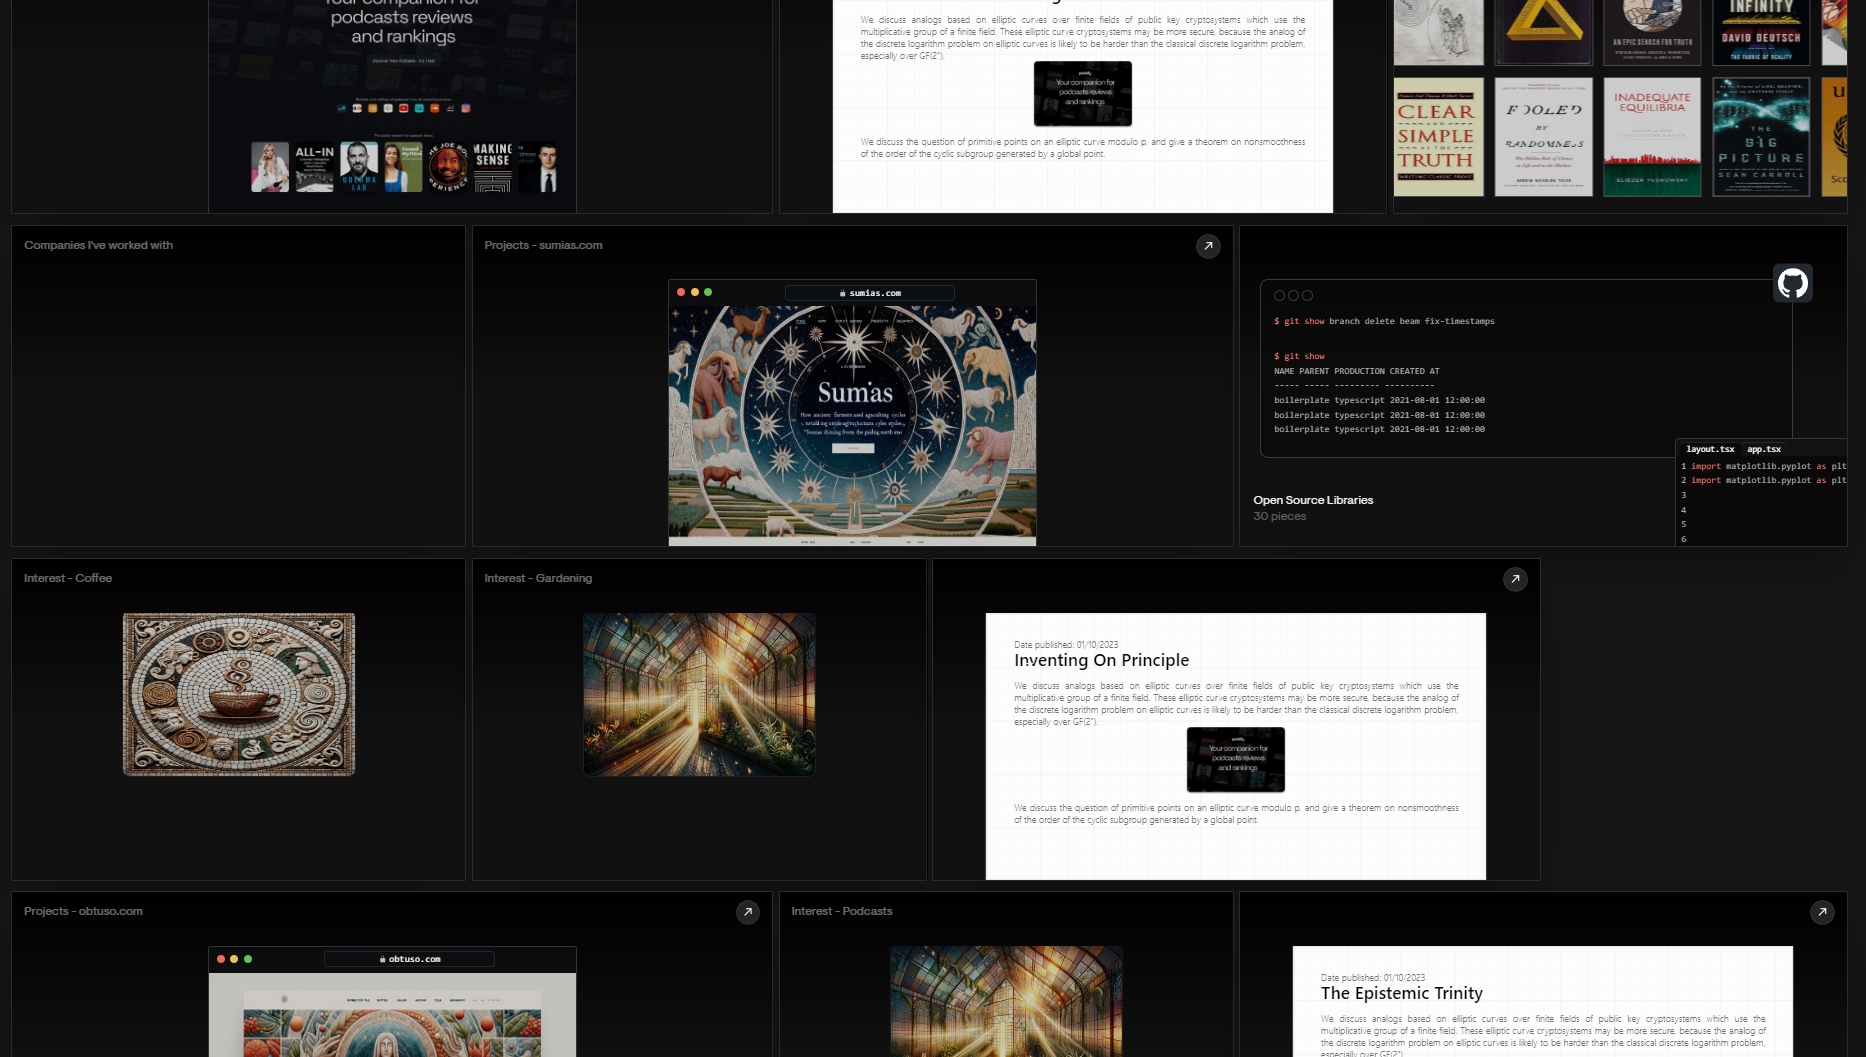 podcasts reviews
and rankings
ALL-IN
HUBERMAN
LAB
MAKING
SENSE
We discuss analogs based on elliptic curves over finite fields of public key cryptosystems which use the
multiplicative group of a finite field. These elliptic curve cryptosystems may be more secure, because the analog of
the discrete logarithm problem on elliptic curves is likely to be harder than the classical discrete logarithm problem,
especially over GF(2ⁿ).
Your companion for
podcasts reviews
and rankings
We discuss the question of primitive points on an elliptic curve modulo p, and give a theorem on nonsmoothness
of the order of the cyclic subgroup generated by a global point.
AN EPIC SEARCH FOR TRUTH
INFINITY
DAVID DEUTSCH
THE FABRIC OF REALITY
CLEAR
AND
SIMPLE
AS THE
TRUTH
WRITING CLASSIC PROSE
FOOLED
BY
RANDOMNESS
INADEQUATE
EQUILIBRIA
ELIEZER YUDKOWSKY
THE
BIG
PICTURE
SEAN CARROLL
Companies I've worked with
Projects - sumias.com
sumias.com
Sumias
$ git show branch delete beam fix-timestamps
$ git show
NAME PARENT PRODUCTION CREATED AT
----- ----- ---------- ----------
boilerplate typescript 2021-08-01 12:00:00
boilerplate typescript 2021-08-01 12:00:00
boilerplate typescript 2021-08-01 12:00:00
layout.tsx app.tsx
1 import matplotlib.pyplot as plt
2 import matplotlib.pyplot as plt
3
4
5
6
Open Source Libraries
30 pieces
Interest - Coffee
Interest - Gardening
Date published: 01/10/2023
Inventing On Principle
We discuss analogs based on elliptic curves over finite fields of public key cryptosystems which use the
multiplicative group of a finite field. These elliptic curve cryptosystems may be more secure, because the analog of
the discrete logarithm problem on elliptic curves is likely to be harder than the classical discrete logarithm problem,
especially over GF(2ⁿ).
Your companion for
podcasts reviews
and rankings
We discuss the question of primitive points on an elliptic curve modulo p, and give a theorem on nonsmoothness
of the order of the cyclic subgroup generated by a global point.
Projects - obtuso.com
obtuso.com
Interest - Podcasts
Date published: 01/10/2023
The Epistemic Trinity
We discuss analogs based on elliptic curves over finite fields of public key cryptosystems which use the
multiplicative group of a finite field. These elliptic curve cryptosystems may be more secure, because the analog of
the discrete logarithm problem on elliptic curves is likely to be harder than the classical discrete logarithm problem,